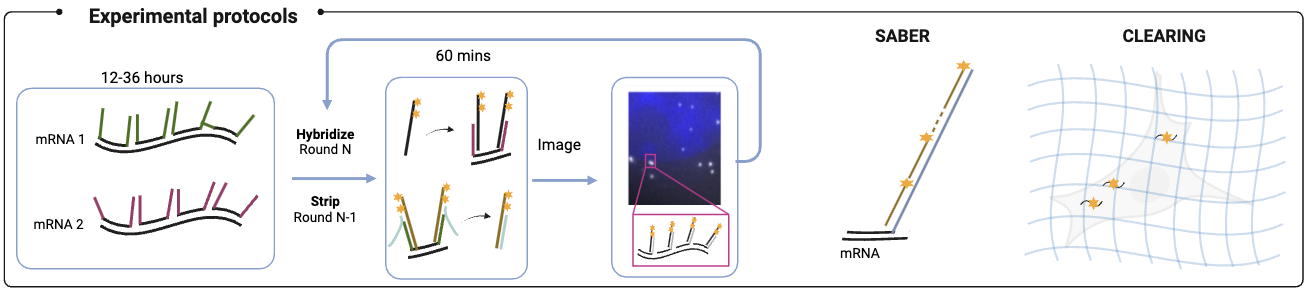 Experimental protocols
12-36 hours
mRNA 1
mRNA 2
60 mins
Hybridize
Round N
Strip
Round N-1
Image
SABER
mRNA
CLEARING